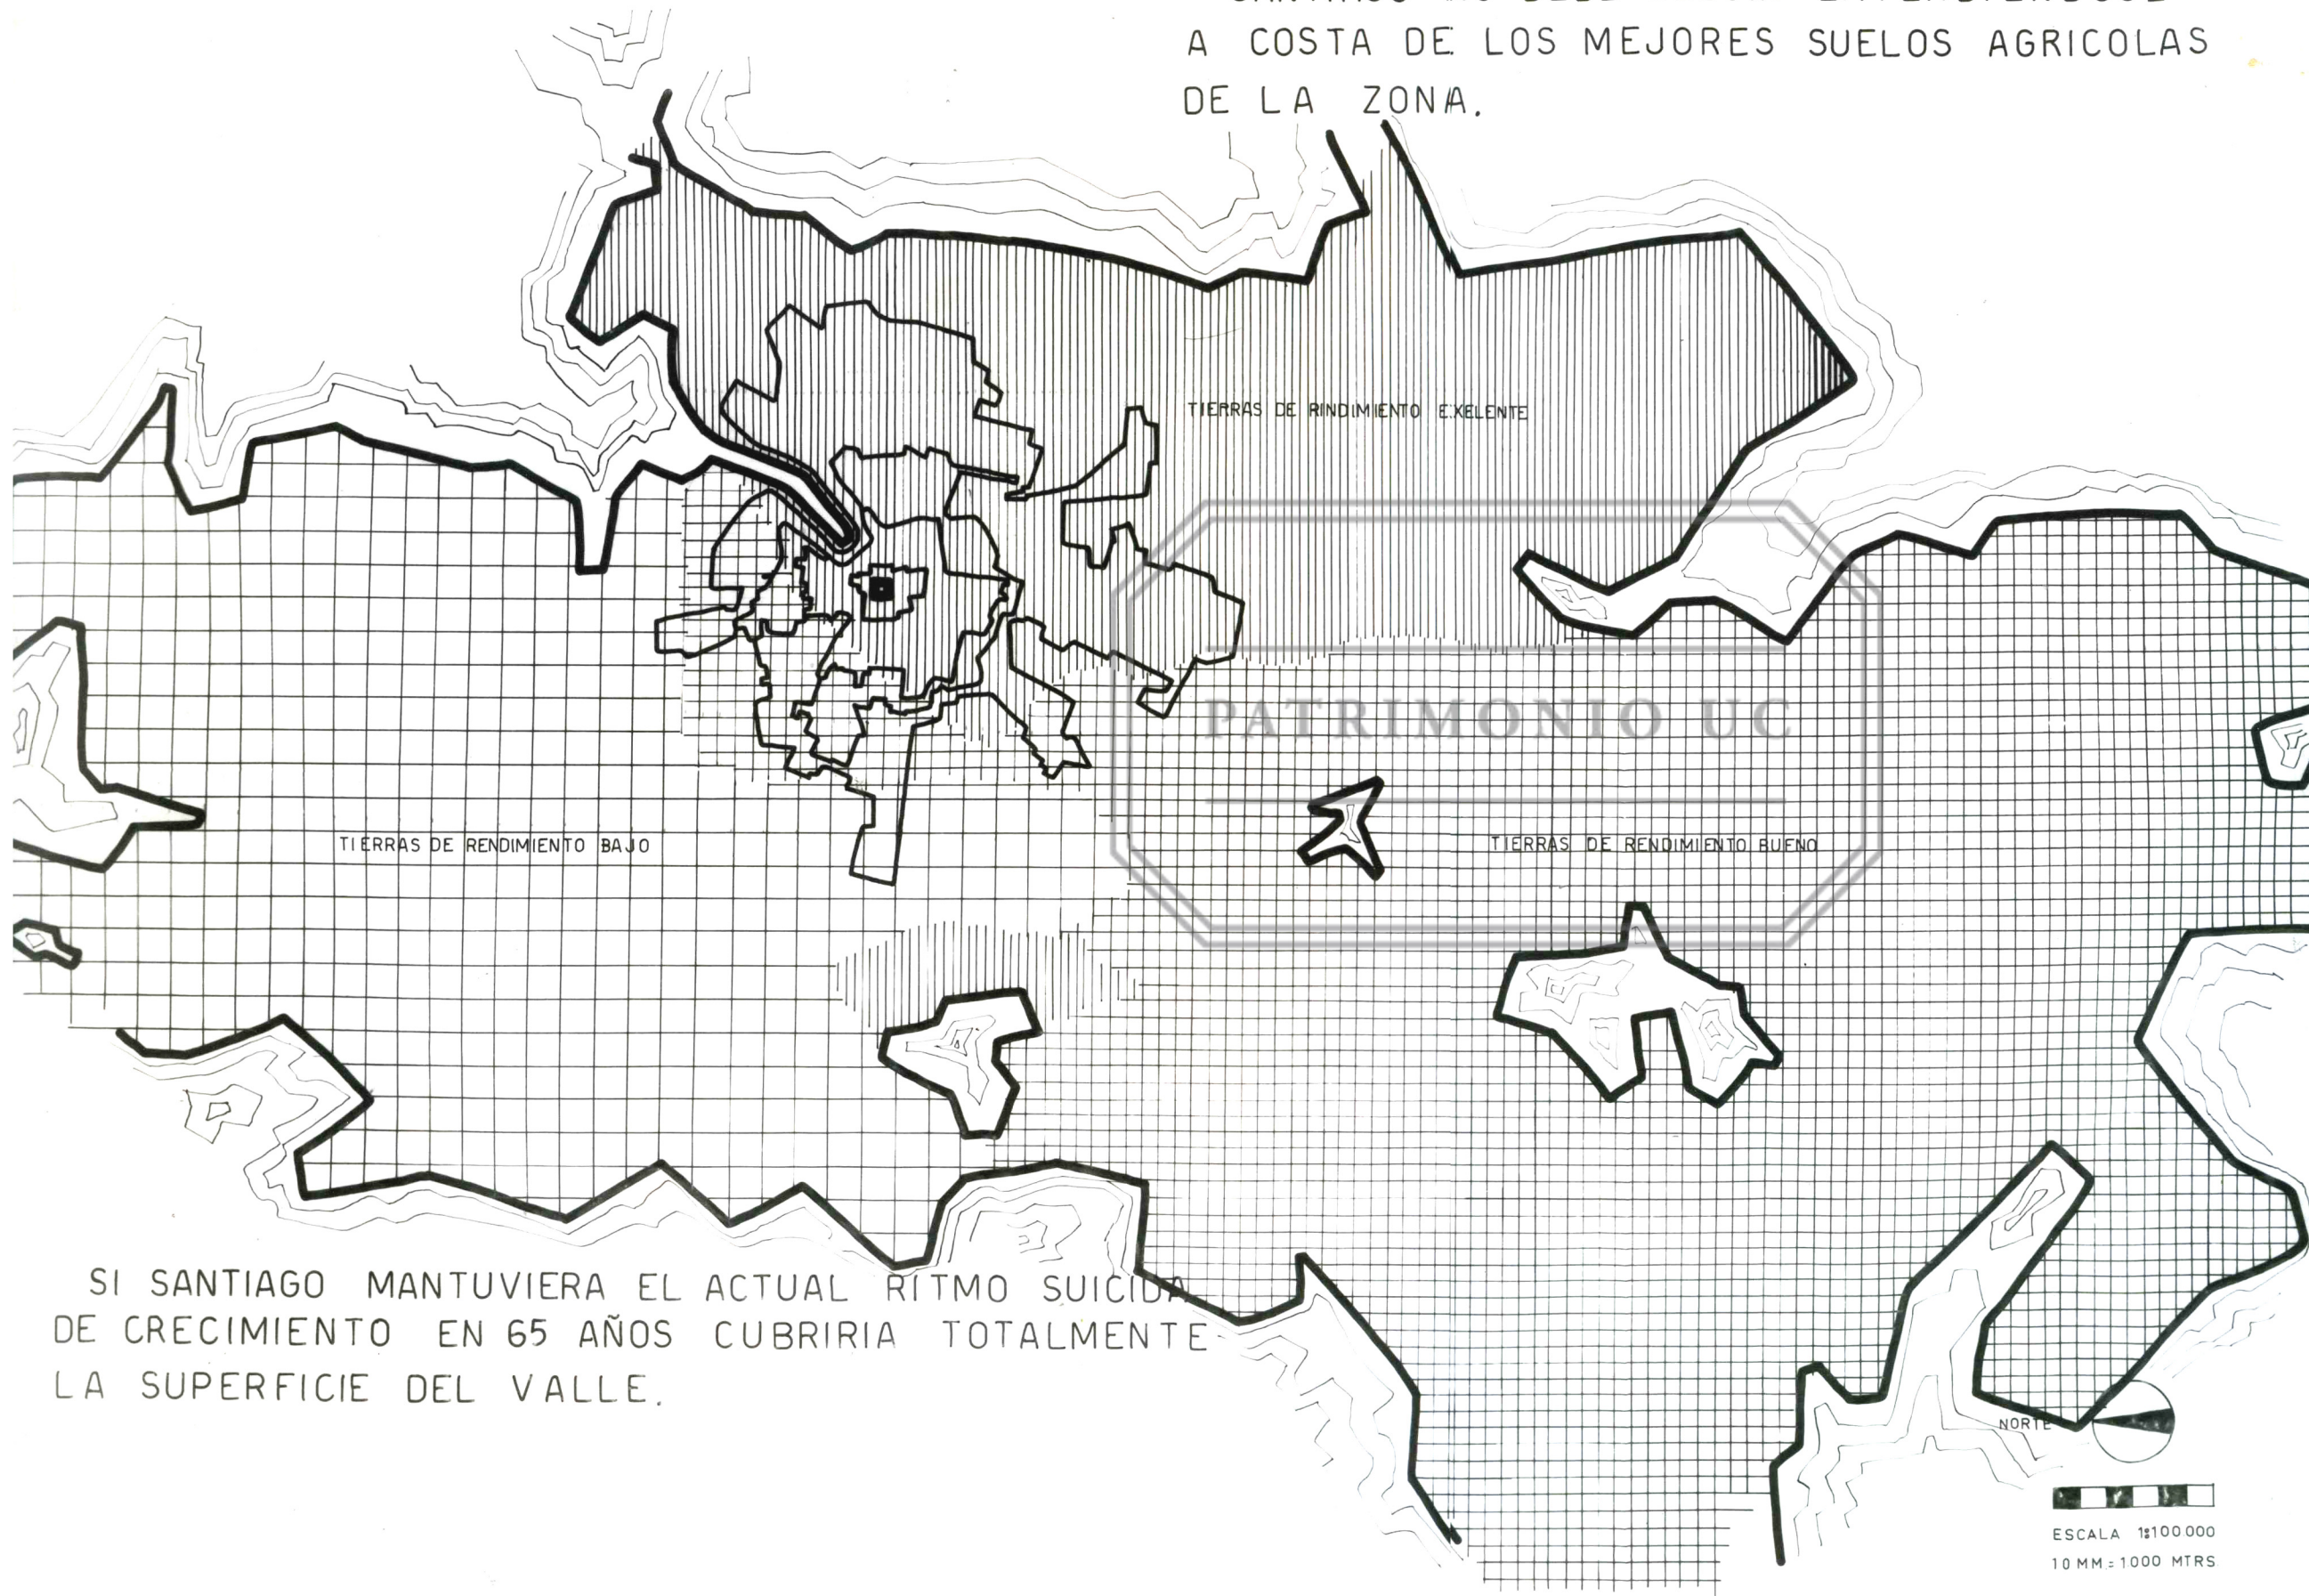 A COSTA DE LOS MEJORES SUELOS AGRICOLAS
DE LA ZONA.
TIERRAS DE RINDIMIENTO EXELENTE
PATRIMONIO UC
TIERRAS DE RENDIMIENTO BAJO
TIERRAS DE RENDIMIENTO BUENO
SI SANTIAGO MANTUVIERA EL ACTUAL RITMO SUICIDA
DE CRECIMIENTO EN 65 AÑOS CUBRIRIA TOTALMENTE
LA SUPERFICIE DEL VALLE.
NORTE
ESCALA 1:100.000
10 MM.=1000 MTRS